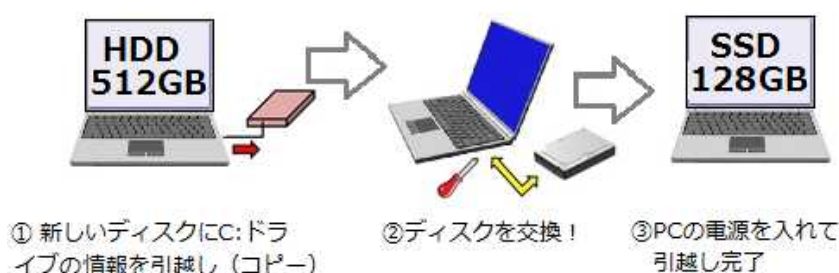 HDD
512GB
SSD
128GB
① 新しいディスクにC:ドラ
イブの情報を引越し（コピー）
②ディスクを交換！
③PCの電源を入れて
引越し完了